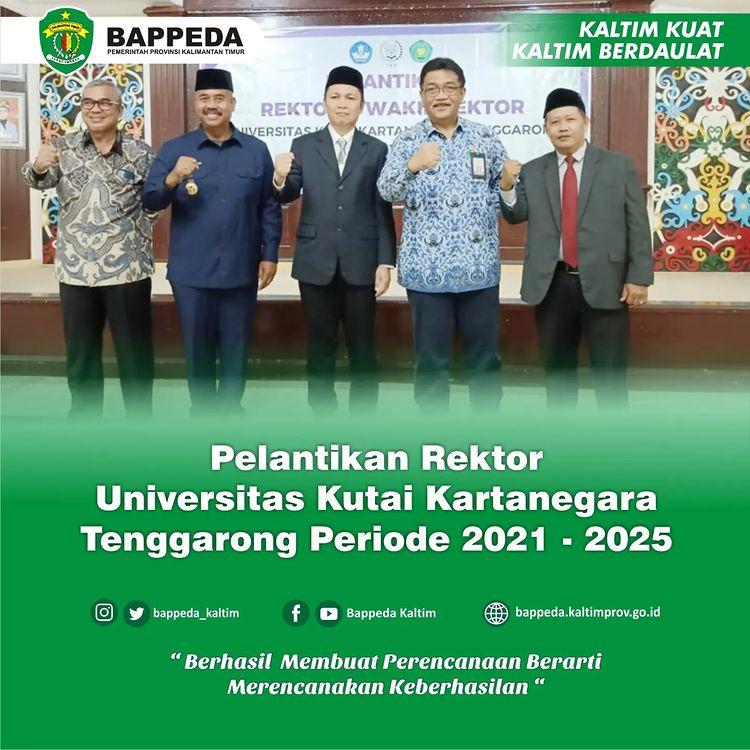 BAPPEDA
PEMERINTAH PROVINSI KALIMANTAN TIMUR
KALTIM KUAT
KALTIM BERDAULAT
REKTOR
Pelantikan Rektor
Universitas Kutai Kartanegara
Tenggarong Periode 2021 - 2025
bappeda_kaltim
Bappeda Kaltim
bappeda.kaltimprov.go.id
“ Berhasil Membuat Perencanaan Berarti
Merencanakan Keberhasilan “